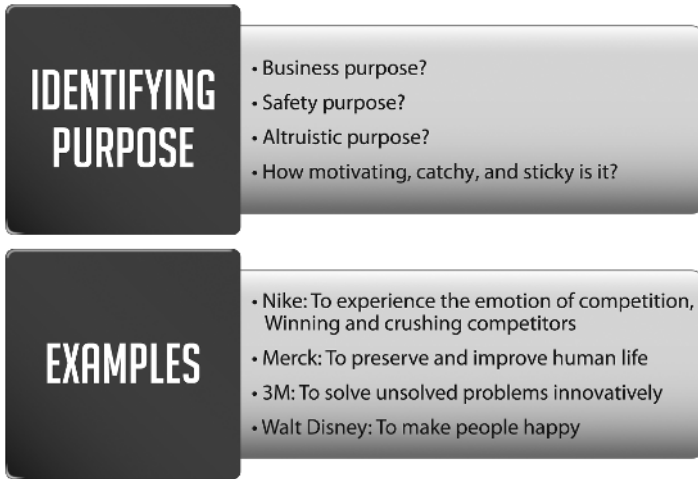 IDENTIFYING
PURPOSE
• Business purpose?
• Safety purpose?
• Altruistic purpose?
• How motivating, catchy, and sticky is it?
EXAMPLES
• Nike: To experience the emotion of competition,
Winning and crushing competitors
• Merck: To preserve and improve human life
• 3M: To solve unsolved problems innovatively
• Walt Disney: To make people happy